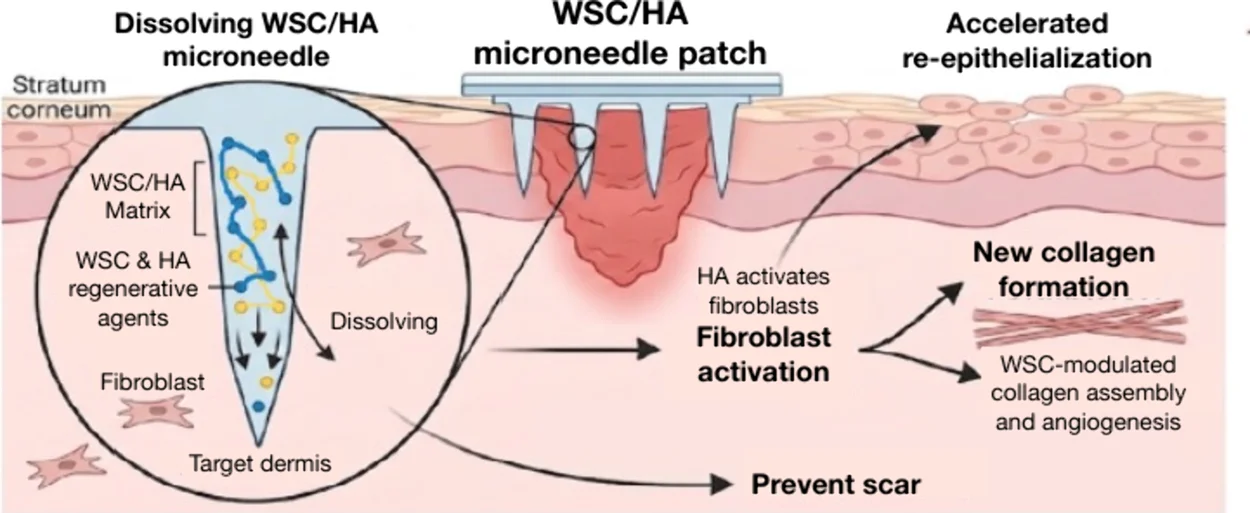 Dissolving WSC/HA
microneedle
WSC/HA
microneedle patch
Accelerated
re-epithelialization
Stratum
corneum
WSC/HA
Matrix
WSC & HA
regenerative
agents
Dissolving
Fibroblast
Target dermis
HA activates
fibroblasts
Fibroblast
activation
New collagen
formation
WSC-modulated
collagen assembly
and angiogenesis
Prevent scar